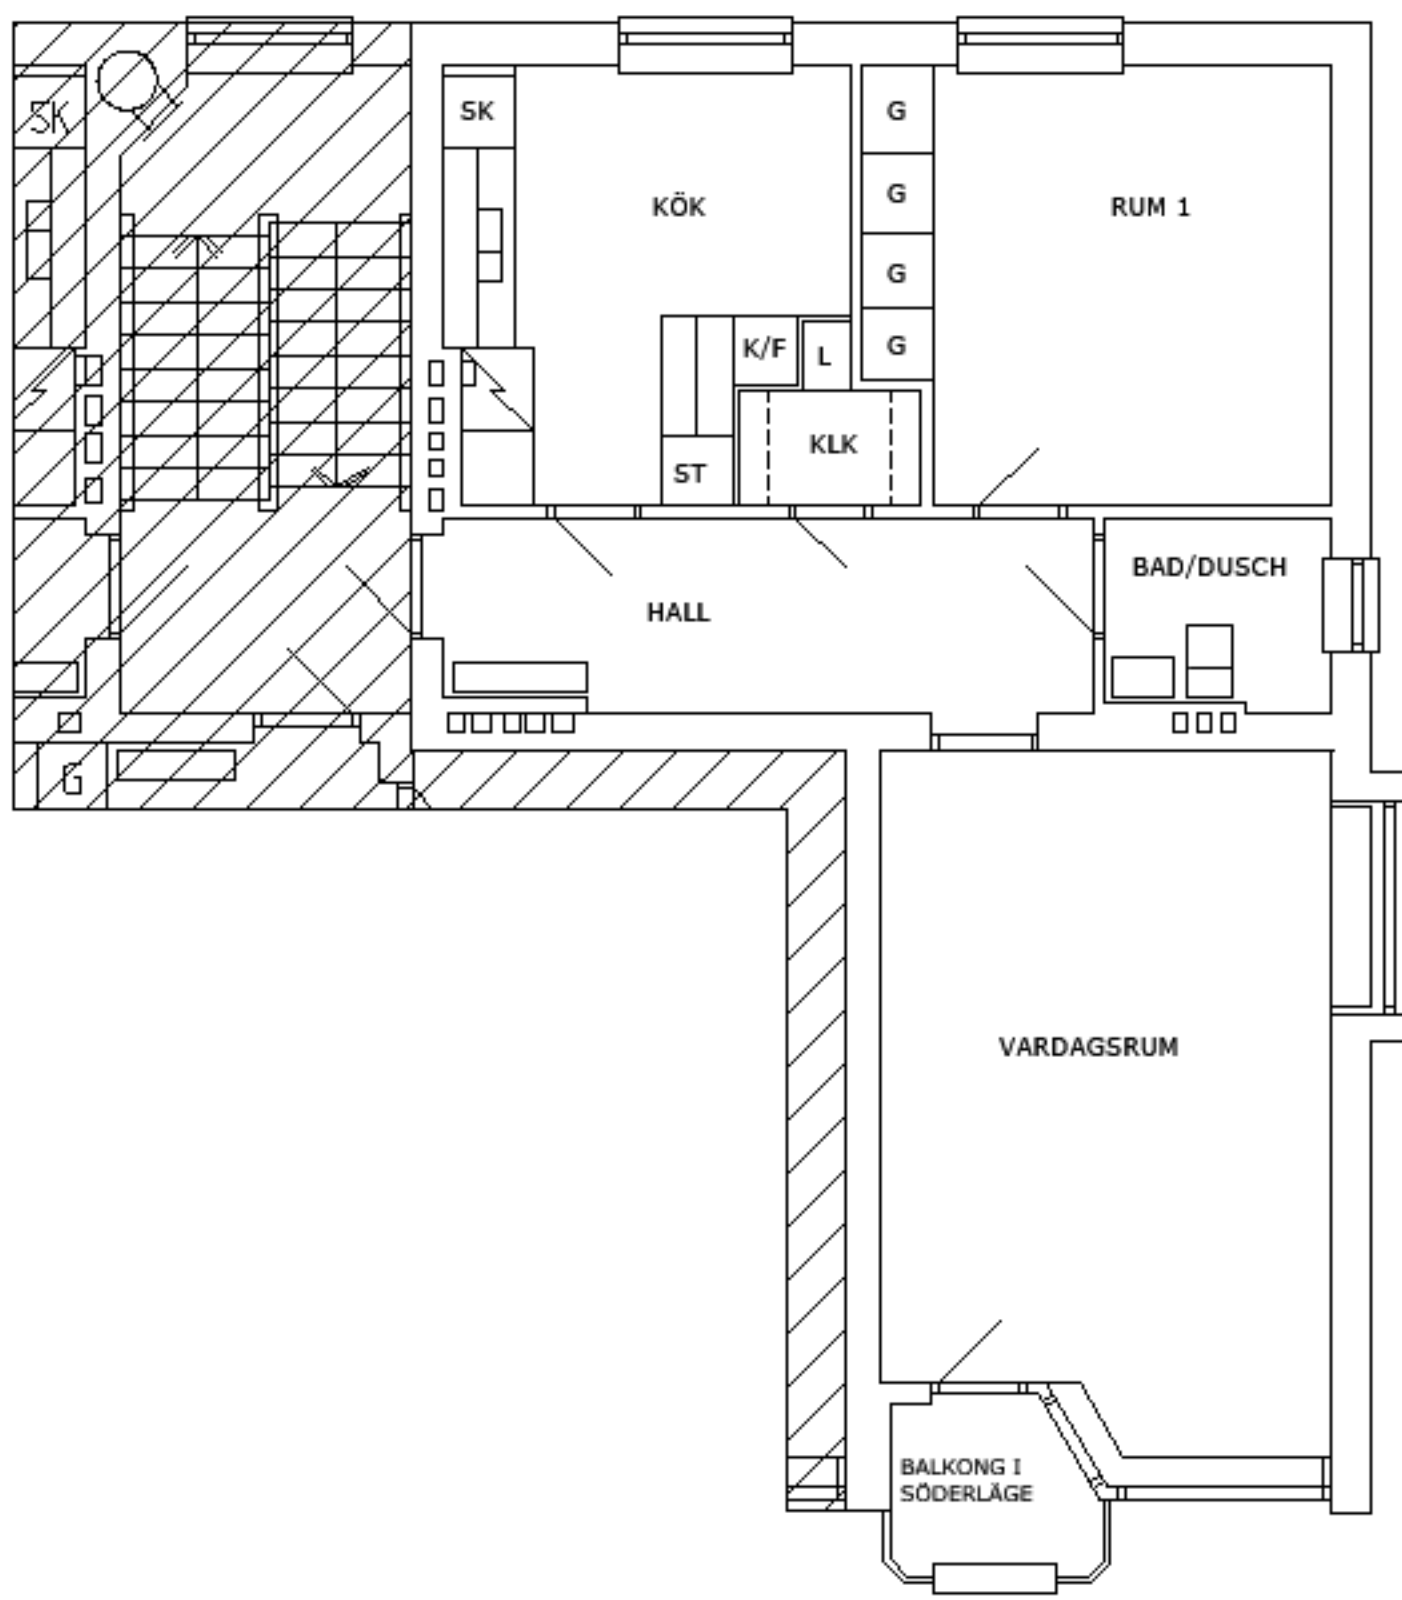 SK
SK
G
KÖK
G
RUM 1
G
K/F
L
G
KLK
ST
BAD/DUSCH
HALL
G
VARDAGSRUM
BALKONG I
SÖDERLÄGE